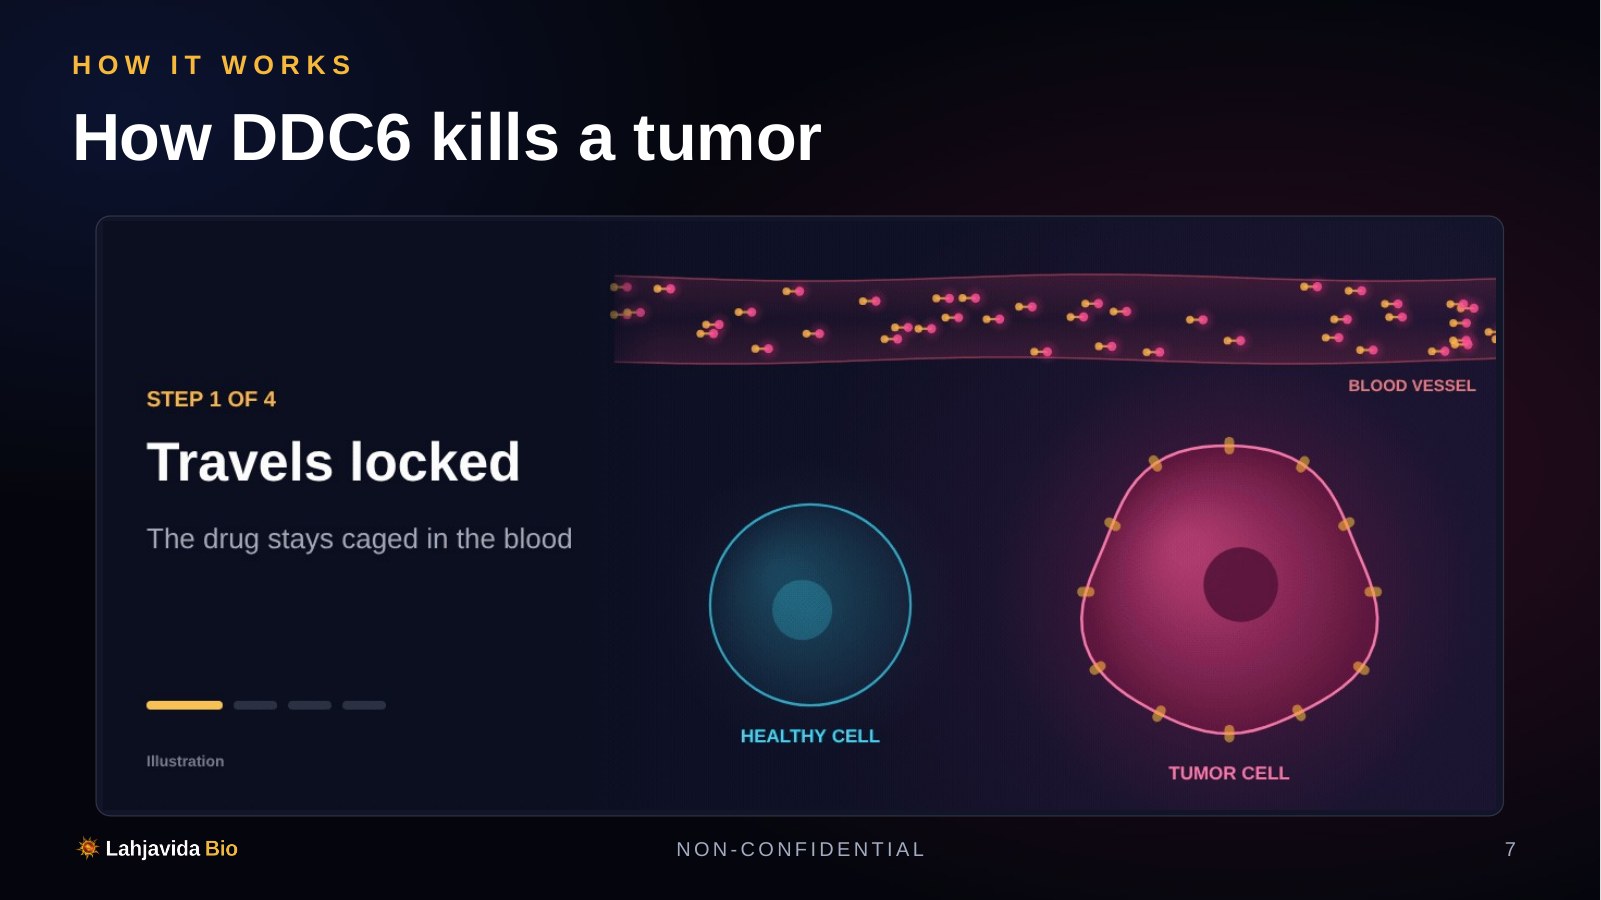 HOW IT WORKS
How DDC6 kills a tumor
BLOOD VESSEL
STEP 1 OF 4
Travels locked
The drug stays caged in the blood
HEALTHY CELL
TUMOR CELL
Illustration
Lahjavida Bio
NON-CONFIDENTIAL
7